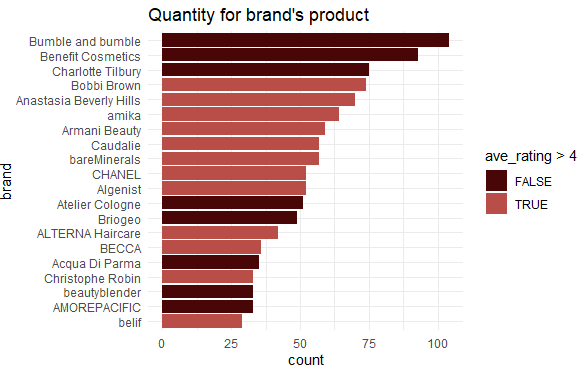 Quantity for brand's product
brand
Bumble and bumble
Benefit Cosmetics
Charlotte Tilbury
Bobbi Brown
Anastasia Beverly Hills
amika
Armani Beauty
Caudalie
bareMinerals
CHANEL
Algenist
Atelier Cologne
Briogeo
ALTERNA Haircare
BECCA
Acqua Di Parma
Christophe Robin
beautyblender
AMOREPACIFIC
belif
0 25 50 75 100
count
ave_rating > 4
FALSE
TRUE